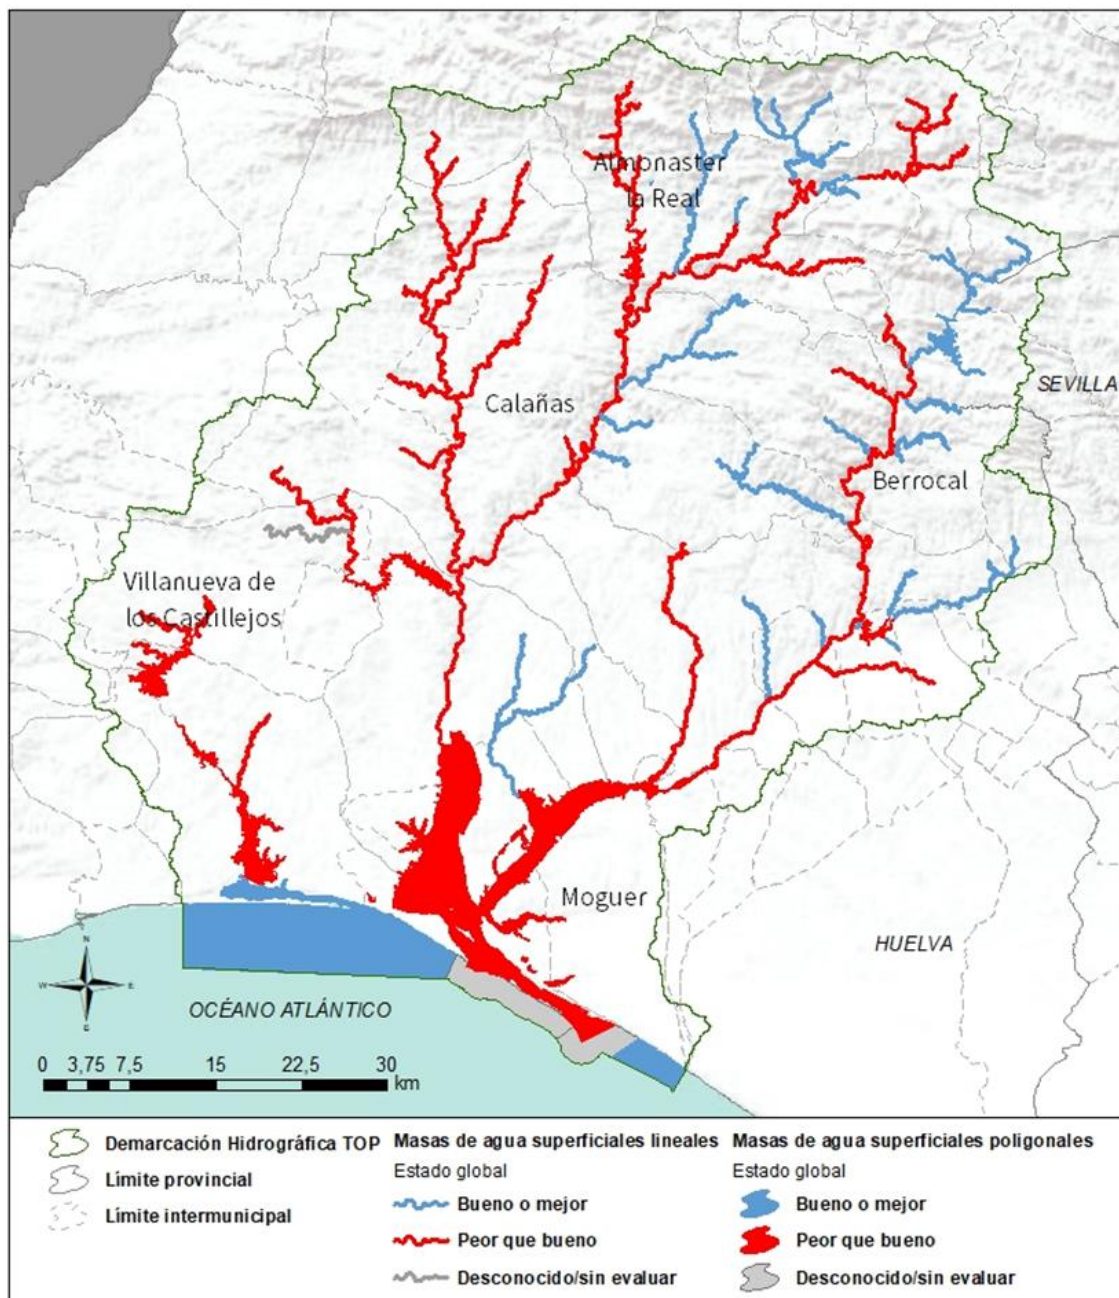 Almonaster
la Real
SEVILLA
Calañas
Berrocal
Villanueva de
los Castillejos
Moguer
HUELVA
N
W E
S
OCÉANO ATLÁNTICO
0 3,75 7,5 15 22,5 30
km
Demarcación Hidrográfica TOP
Límite provincial
Límite intermunicipal
Masas de agua superficiales lineales
Estado global
Bueno o mejor
Peor que bueno
Desconocido/sin evaluar
Masas de agua superficiales poligonales
Estado global
Bueno o mejor
Peor que bueno
Desconocido/sin evaluar